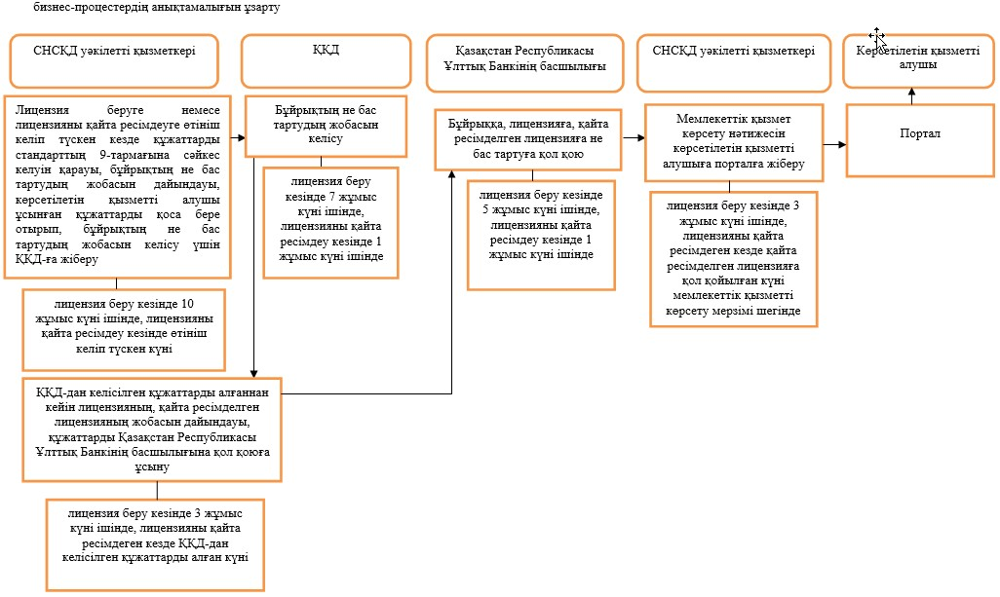 бизнес-процестердің анықтамалығын ұзарту
СНСҚД уәкілетті қызметкері
ҚҚД
Қазақстан Республикасы
Ұлттық Банкінің басшылығы
СНСҚД уәкілетті қызметкері
Көрсетілетін қызметті
алушы
Лицензия беруге немесе
лицензияны қайта ресімдеуге өтініш
келіп түскен кезде құжаттарды
стандарттың 9-тармағына сәйкес
келуін қарауы, бұйрықтың не бас
тартудың жобасын дайындауы,
көрсетілетін қызметті алушы
ұсынған құжаттарды қоса бере
отырып, бұйрықтың не бас
тартудың жобасын келісу үшін
ҚҚД-ға жіберу
Бұйрықтың не бас
тартудың жобасын
келісу
Бұйрыққа, лицензияға, қайта
ресімделген лицензияға не
бас тартуға қол қою
Мемлекеттік қызмет
көрсету нәтижесін
көрсетілетін қызметті
алушыға порталға жіберу
Портал
лицензия беру
кезінде 7 жұмыс
күні ішінде,
лицензияны қайта
ресімдеу кезінде 1
жұмыс күні ішінде
лицензия беру кезінде
5 жұмыс күні ішінде,
лицензияны қайта
ресімдеу кезінде 1
жұмыс күні ішінде
лицензия беру кезінде 3
жұмыс күні ішінде,
лицензияны қайта
ресімдеген кезде қайта
ресімделген лицензияға
қол қойылған күні
мемлекеттік қызметті
көрсету мерзімі шегінде
лицензия беру кезінде 10
жұмыс күні ішінде, лицензияны
қайта ресімдеу кезінде өтініш
келіп түскен күні
ҚҚД-дан келісілген құжаттарды алғаннан
кейін лицензияның, қайта ресімделген
лицензияның жобасын дайындауы,
құжаттарды Қазақстан Республикасы
Ұлттық Банкінің басшылығына қол қоюға
ұсыну
лицензия беру кезінде 3 жұмыс
күні ішінде, лицензияны қайта
ресімдеген кезде ҚҚД-дан
келісілген құжаттарды алған күні